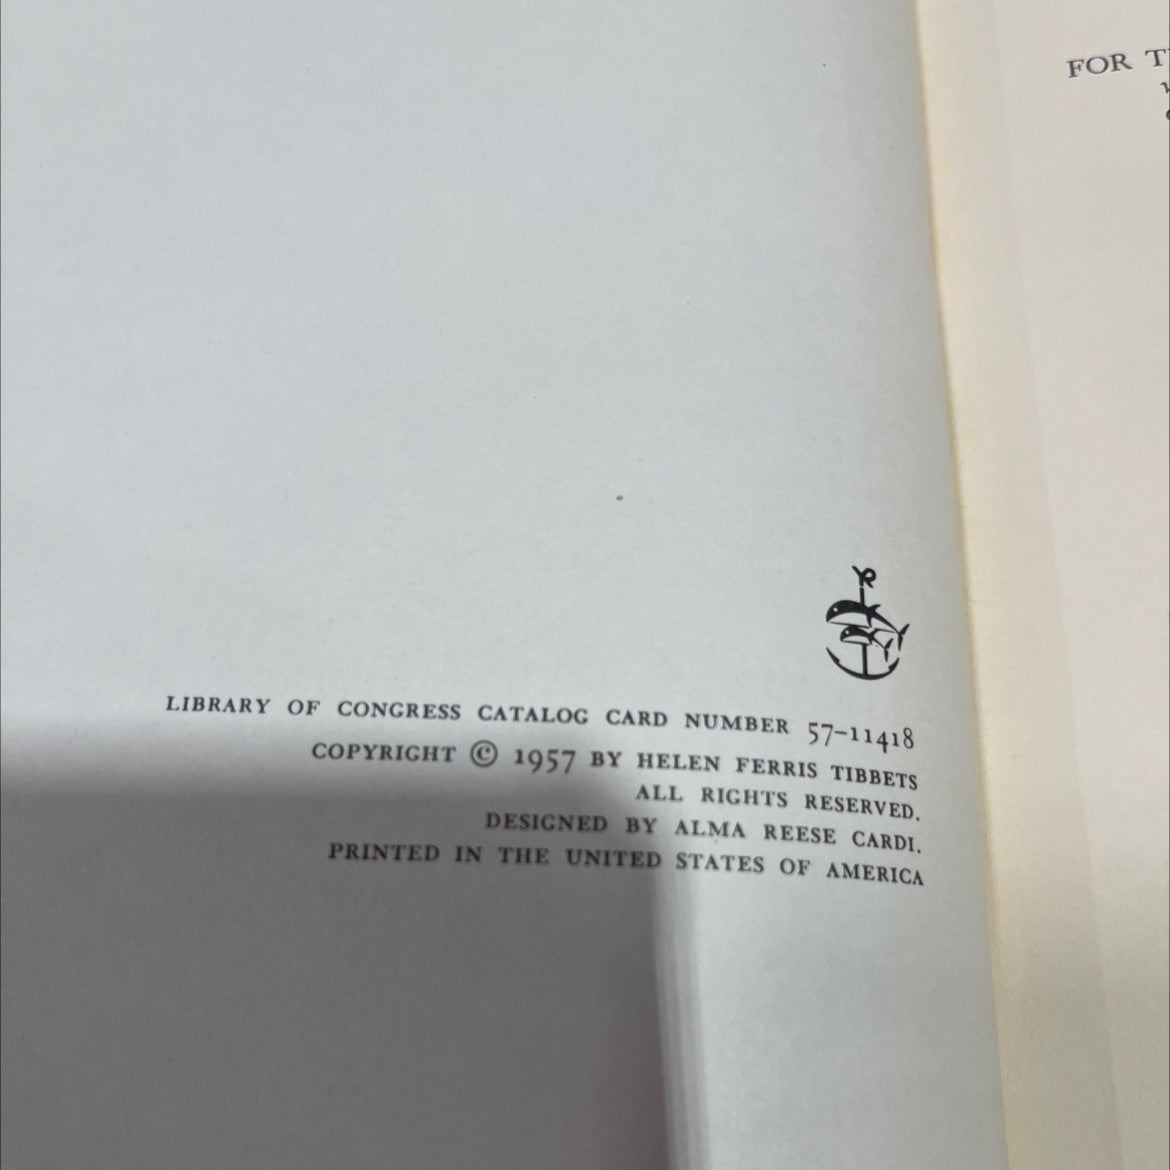 FOR T
LIBRARY OF CONGRESS CATALOG CARD NUMBER 57-11418
COPYRIGHT © 1957 BY HELEN FERRIS TIBBETS
ALL RIGHTS RESERVED.
DESIGNED BY ALMA REESE CARDI.
PRINTED IN THE UNITED STATES OF AMERICA